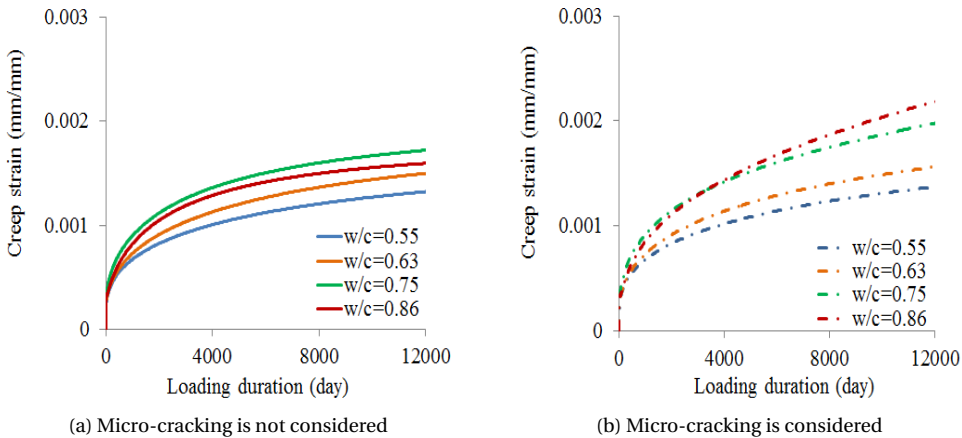 0.003
0.002
0.001
0
Creep strain (mm/mm)
w/c=0.55
w/c=0.63
w/c=0.75
w/c=0.86
0 4000 8000 12000
Loading duration (day)
(a) Micro-cracking is not considered
0.003
0.002
0.001
0
Creep strain (mm/mm)
w/c=0.55
w/c=0.63
w/c=0.75
w/c=0.86
0 4000 8000 12000
Loading duration (day)
(b) Micro-cracking is considered